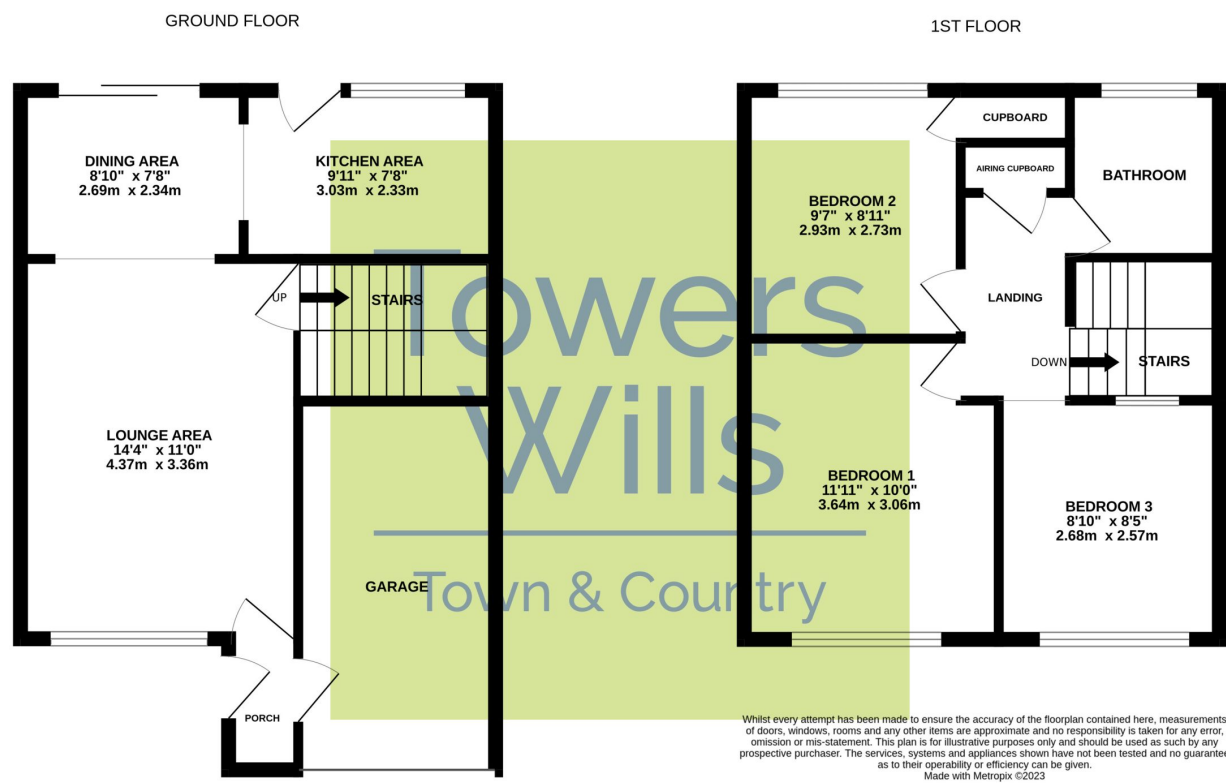 GROUND FLOOR
1ST FLOOR
DINING AREA
8'10" x 7'8"
2.69m x 2.34m
KITCHEN AREA
9'11" x 7'8"
3.03m x 2.33m
UP
STAIRS
LOUNGE AREA
14'4" x 11'0"
4.37m x 3.36m
GARAGE
PORCH
CUPBOARD
AIRING CUPBOARD
BATHROOM
BEDROOM 2
9'7" x 8'11"
2.93m x 2.73m
LANDING
DOWN
STAIRS
BEDROOM 1
11'11" x 10'0"
3.64m x 3.06m
BEDROOM 3
8'10" x 8'5"
2.68m x 2.57m
Towers
Wills
Town & Country
Whilst every attempt has been made to ensure the accuracy of the floorplan contained here, measurements
of doors, windows, rooms and any other items are approximate and no responsibility is taken for any error,
omission or mis-statement. This plan is for illustrative purposes only and should be used as such by any
prospective purchaser. The services, systems and appliances shown have not been tested and no guarantee
as to their operability or efficiency can be given.
Made with Metropix ©2023